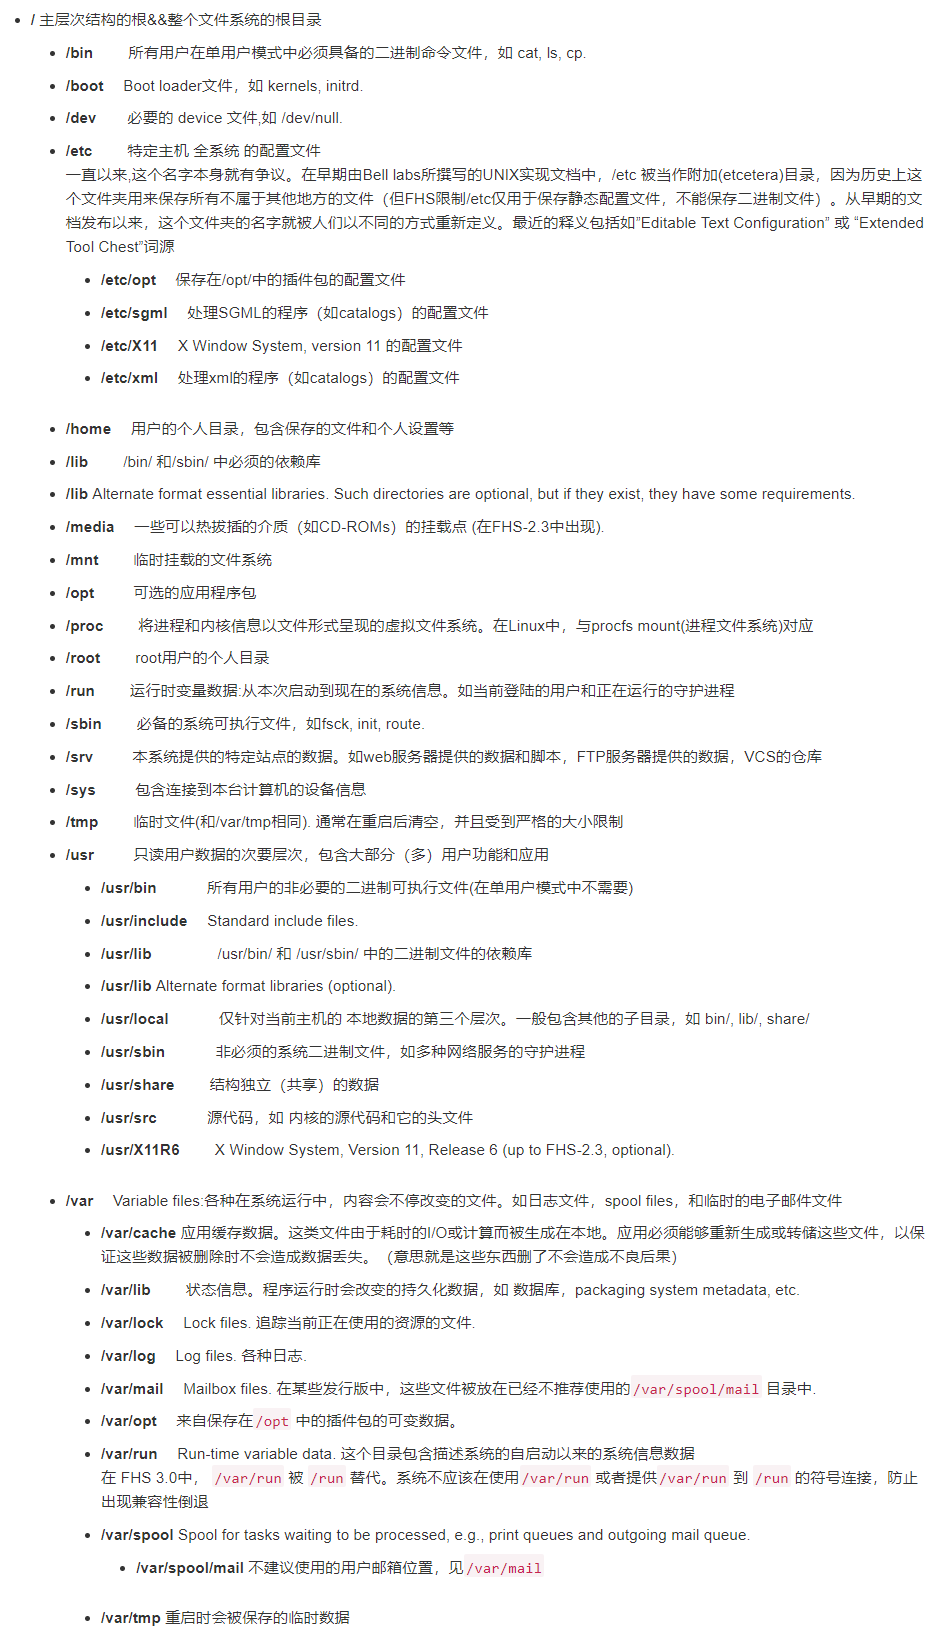 / 主层次结构的根&&整个文件系统的根目录
/bin 所有用户在单用户模式中必须具备的二进制命令文件，如 cat, ls, cp.
/boot Boot loader文件，如 kernels, initrd.
/dev 必要的 device 文件,如 /dev/null.
/etc 特定主机 全系统 的配置文件
一直以来,这个名字本身就有争议。在早期由Bell labs所撰写的UNIX实现文档中，/etc 被当作附加(etcetera)目录，因为历史上这
个文件夹用来保存所有不属于其他地方的文件（但FHS限制/etc仅用于保存静态配置文件，不能保存二进制文件）。从早期的文
档发布以来，这个文件夹的名字就被人们以不同的方式重新定义。最近的释义包括如”Editable Text Configuration” 或 “Extended
Tool Chest”词源
/etc/opt 保存在/opt/中的插件包的配置文件
/etc/sgml 处理SGML的程序（如catalogs）的配置文件
/etc/X11 X Window System, version 11 的配置文件
/etc/xml 处理xml的程序（如catalogs）的配置文件
/home 用户的个人目录，包含保存的文件和个人设置等
/lib /bin/ 和/sbin/ 中必须的依赖库
/lib Alternate format essential libraries. Such directories are optional, but if they exist, they have some requirements.
/media 一些可以热拔插的介质（如CD-ROMs）的挂载点 (在FHS-2.3中出现).
/mnt 临时挂载的文件系统
/opt 可选的应用程序包
/proc 将进程和内核信息以文件形式呈现的虚拟文件系统。在Linux中，与procfs mount(进程文件系统)对应
/root root用户的个人目录
/run 运行时变量数据:从本次启动到现在的系统信息。如当前登陆的用户和正在运行的守护进程
/sbin 必备的系统可执行文件，如fsck, init, route.
/srv 本系统提供的特定站点的数据。如web服务器提供的数据和脚本，FTP服务器提供的数据，VCS的仓库
/sys 包含连接到本台计算机的设备信息
/tmp 临时文件(和/var/tmp相同). 通常在重启后清空，并且受到严格的大小限制
/usr 只读用户数据的次要层次，包含大部分（多）用户功能和应用
/usr/bin 所有用户的非必要的二进制可执行文件(在单用户模式中不需要)
/usr/include Standard include files.
/usr/lib /usr/bin/ 和 /usr/sbin/ 中的二进制文件的依赖库
/usr/lib Alternate format libraries (optional).
/usr/local 仅针对当前主机的 本地数据的第三个层次。一般包含其他的子目录，如 bin/, lib/, share/
/usr/sbin 非必须的系统二进制文件，如多种网络服务的守护进程
/usr/share 结构独立（共享）的数据
/usr/src 源代码，如 内核的源代码和它的头文件
/usr/X11R6 X Window System, Version 11, Release 6 (up to FHS-2.3, optional).
/var Variable files:各种在系统运行中，内容会不停改变的文件。如日志文件，spool files，和临时的电子邮件文件
/var/cache 应用缓存数据。这类文件由于耗时的I/O或计算而被生成在本地。应用必须能够重新生成或转储这些文件，以保
证这些数据被删除时不会造成数据丢失。（意思就是这些东西删了不会造成不良后果）
/var/lib 状态信息。程序运行时会改变的持久化数据，如 数据库，packaging system metadata, etc.
/var/lock Lock files. 追踪当前正在使用的资源的文件.
/var/log Log files. 各种日志.
/var/mail Mailbox files. 在某些发行版中，这些文件被放在已经不推荐使用的 /var/spool/mail 目录中.
/var/opt 来自保存在 /opt 中的插件包的可变数据。
/var/run Run-time variable data. 这个目录包含描述系统的自启动以来的系统信息数据
在 FHS 3.0中， /var/run 被 /run 替代。系统不应该在使用 /var/run 或者提供 /var/run 到 /run 的符号连接，防止
出现兼容性倒退
/var/spool Spool for tasks waiting to be processed, e.g., print queues and outgoing mail queue.
/var/spool/mail 不建议使用的用户邮箱位置，见 /var/mail
/var/tmp 重启时会被保存的临时数据